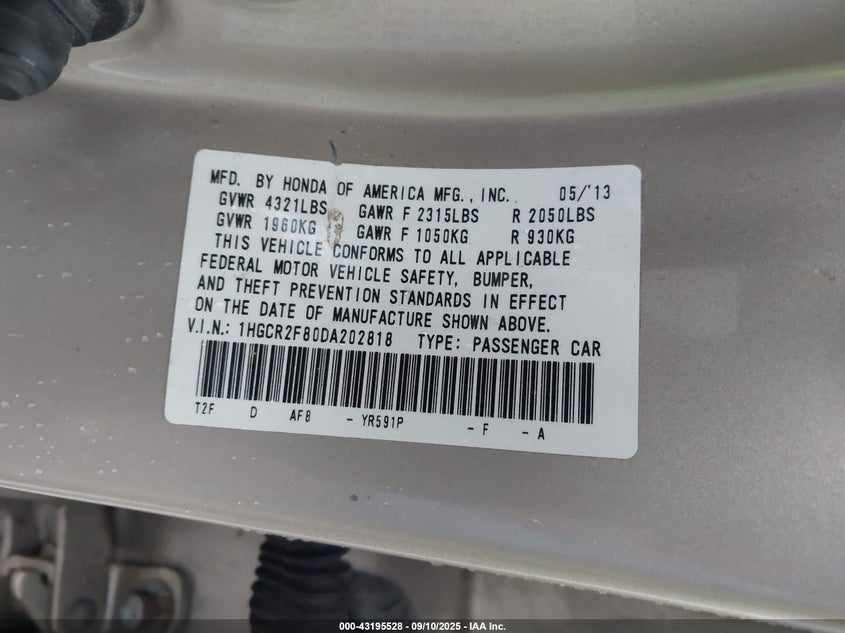 MFD. BY HONDA OF AMERICA MFG., INC. 05/'13
GVWR 4321LBS GAWR F 2315LBS R 2050LBS
GVWR 1960KG GAWR F 1050KG R 930KG
THIS VEHICLE CONFORMS TO ALL APPLICABLE
FEDERAL MOTOR VEHICLE SAFETY, BUMPER,
AND THEFT PREVENTION STANDARDS IN EFFECT
ON THE DATE OF MANUFACTURE SHOWN ABOVE.
V.I.N.: 1HGCR2F80DA202818 TYPE: PASSENGER CAR
T2F D AF8 - YR591P - F - A
000-43195528 - 09/10/2025 - IAA Inc.